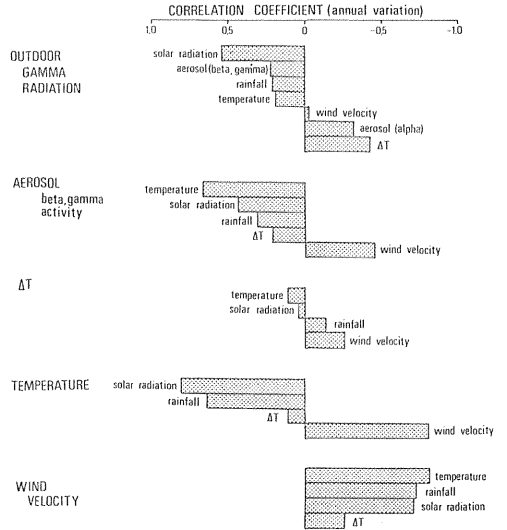 CORRELATION COEFFICIENT (annual variation)
1.0 0.5 0 -0.5 -1.0
OUTDOOR
GAMMA
RADIATION
solar radiation
aerosol (beta, gamma)
rainfall
temperature
wind velocity
aerosol (alpha)
ΔT
AEROSOL
beta, gamma
activity
temperature
solar radiation
rainfall
ΔT
wind velocity
ΔT
temperature
solar radiation
rainfall
wind velocity
TEMPERATURE
solar radiation
rainfall
ΔT
wind velocity
WIND
VELOCITY
temperature
rainfall
solar radiation
ΔT